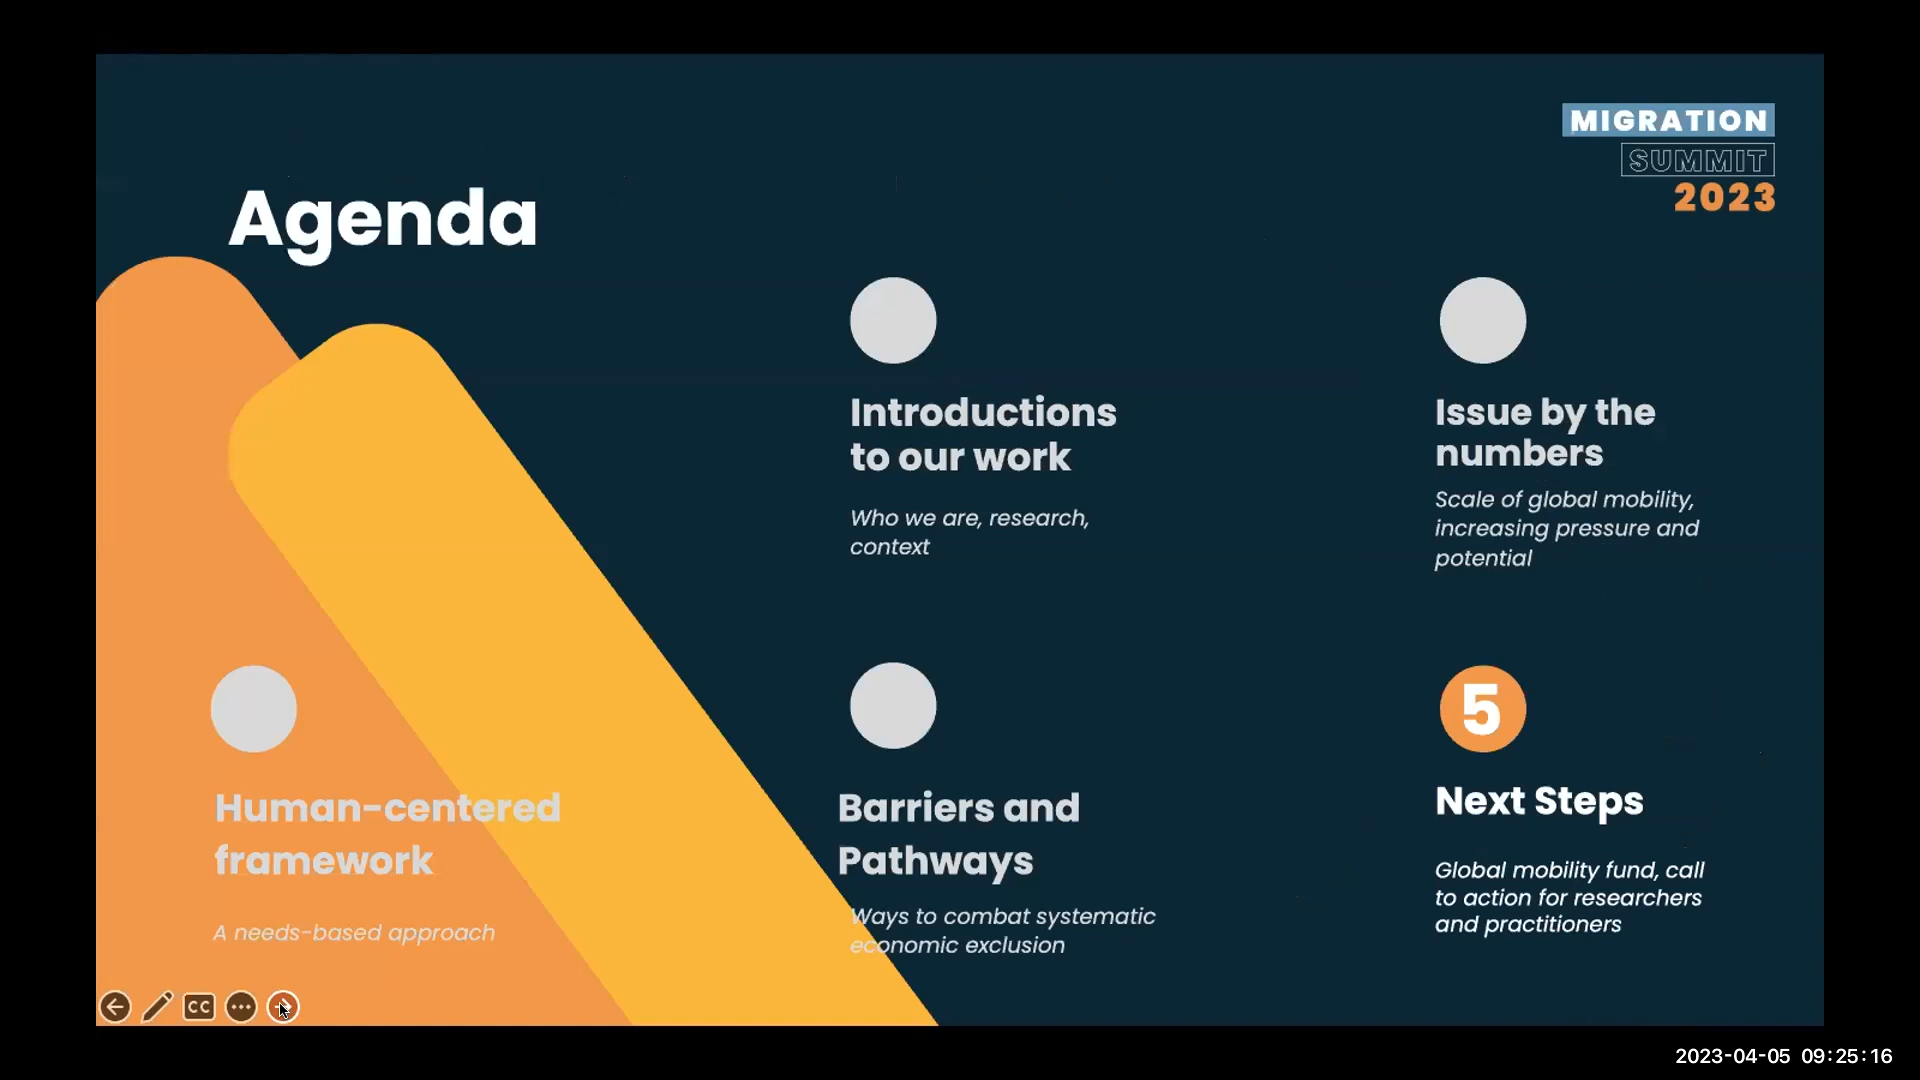 MIGRATION
SUMMIT
2023
Agenda
Introductions
to our work
Who we are, research,
context
Issue by the
numbers
Scale of global mobility,
increasing pressure and
potential
Human-centered
framework
A needs-based approach
Barriers and
Pathways
Ways to combat systematic
economic exclusion
5
Next Steps
Global mobility fund, call
to action for researchers
and practitioners
CC
2023-04-05 09:25:16